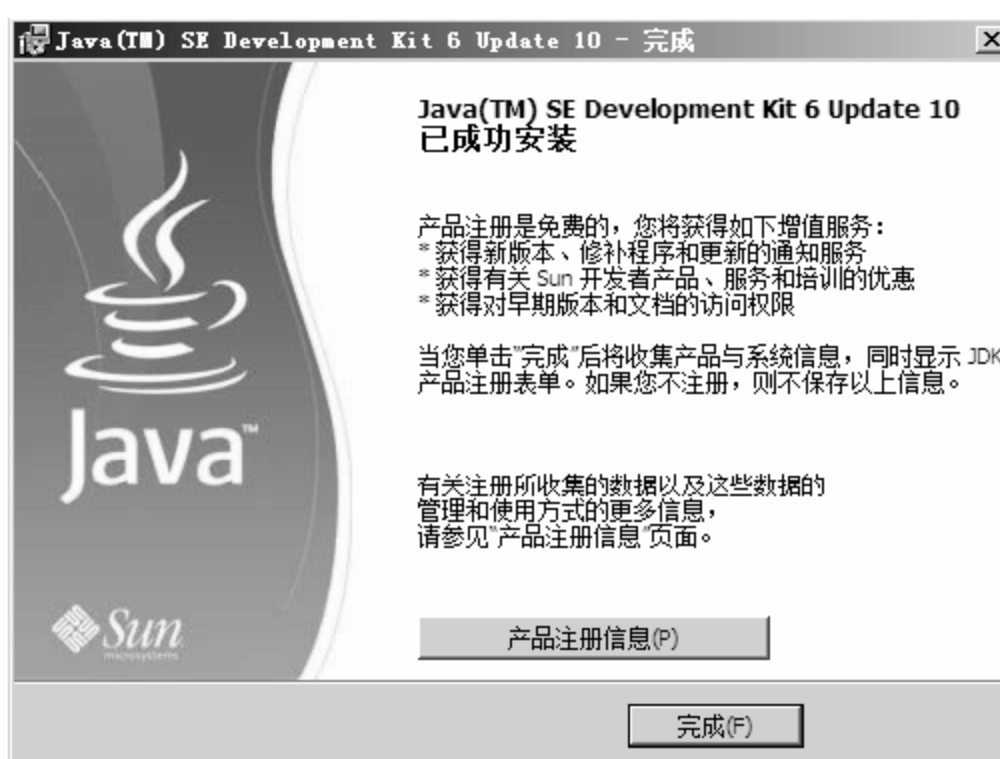 Java(TM) SE Development Kit 6 Update 10 - 完成
Java(TM) SE Development Kit 6 Update 10
已成功安装
产品注册是免费的，您将获得如下增值服务：
* 获得新版本、修补程序和更新的通知服务
* 获得有关 Sun 开发者产品、服务和培训的优惠
* 获得对早期版本和文档的访问权限
当您单击"完成"后将收集产品与系统信息，同时显示 JDK
产品注册表单。如果您不注册，则不保存以上信息。
Java™
有关注册所收集的数据以及这些数据的
管理和使用方式的更多信息，
请参见"产品注册信息"页面。
Sun
microsystems
产品注册信息(P)
完成(F)